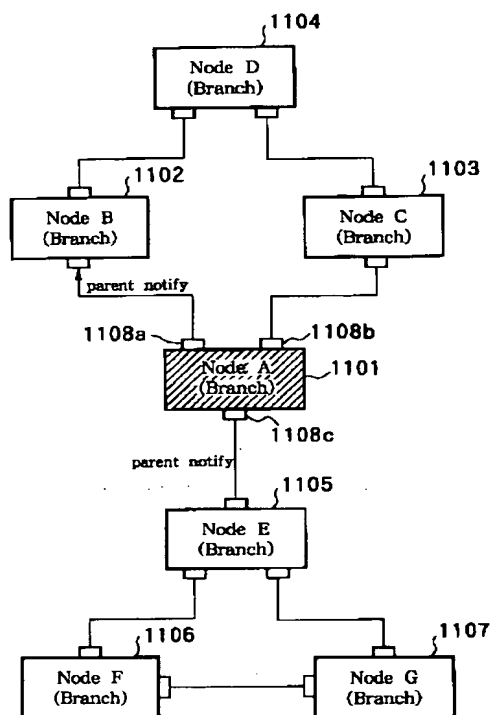 1104
Node D
(Branch)
1102
1103
Node B
(Branch)
Node C
(Branch)
parent notify
1108a
1108b
Node A
(Branch)
1101
1108c
parent notify
1105
Node E
(Branch)
1106
1107
Node F
(Branch)
Node G
(Branch)